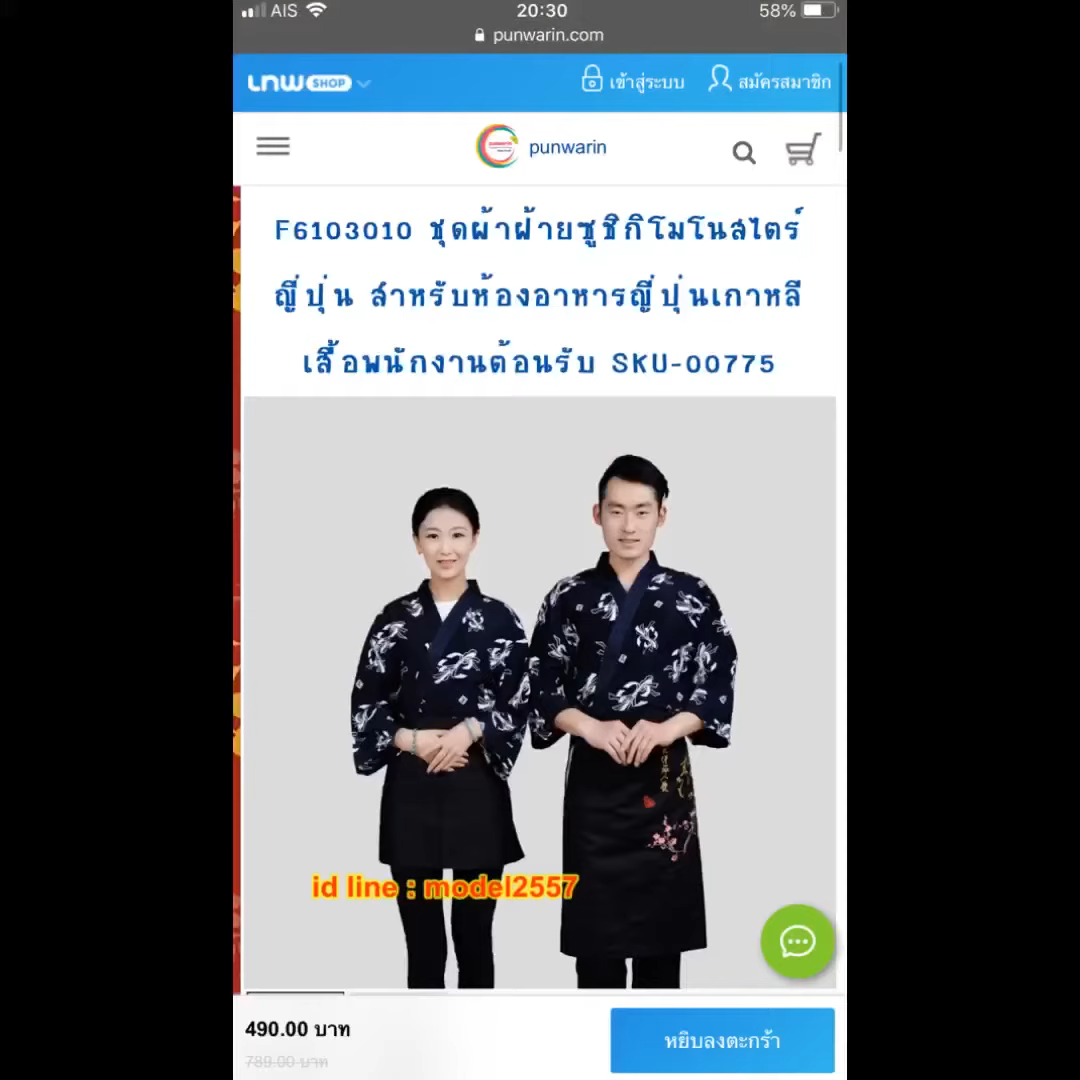 AIS 20:30 58%
punwarin.com
LnW SHOP เข้าสู่ระบบ สมัครสมาชิก
punwarin
F6103010 ชุดผ้าฝ้ายซูชิกิโมโนสไตร์
ญี่ปุ่น สำหรับห้องอาหารญี่ปุ่นเกาหลี
เสื้อพนักงานต้อนรับ SKU-00775
id line : model2557
490.00 บาท
789.00 บาท
หยิบลงตะกร้า